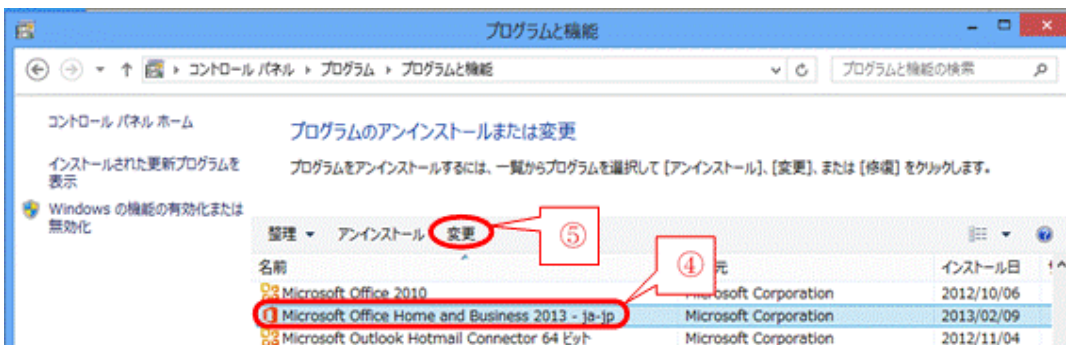 プログラムと機能
コントロール パネル ▸ プログラム ▸ プログラムと機能
プログラムと機能の検索
コントロール パネル ホーム
インストールされた更新プログラムを
表示
Windows の機能の有効化または
無効化
プログラムのアンインストールまたは変更
プログラムをアンインストールするには、一覧からプログラムを選択して [アンインストール]、[変更]、または [修復] をクリックします。
整理 ▼ アンインストール 変更 ⑤
④
名前 元 インストール日
Microsoft Office 2010 Microsoft Corporation 2012/10/06
Microsoft Office Home and Business 2013 - ja-jp Microsoft Corporation 2013/02/09
Microsoft Outlook Hotmail Connector 64 ビット Microsoft Corporation 2012/11/04